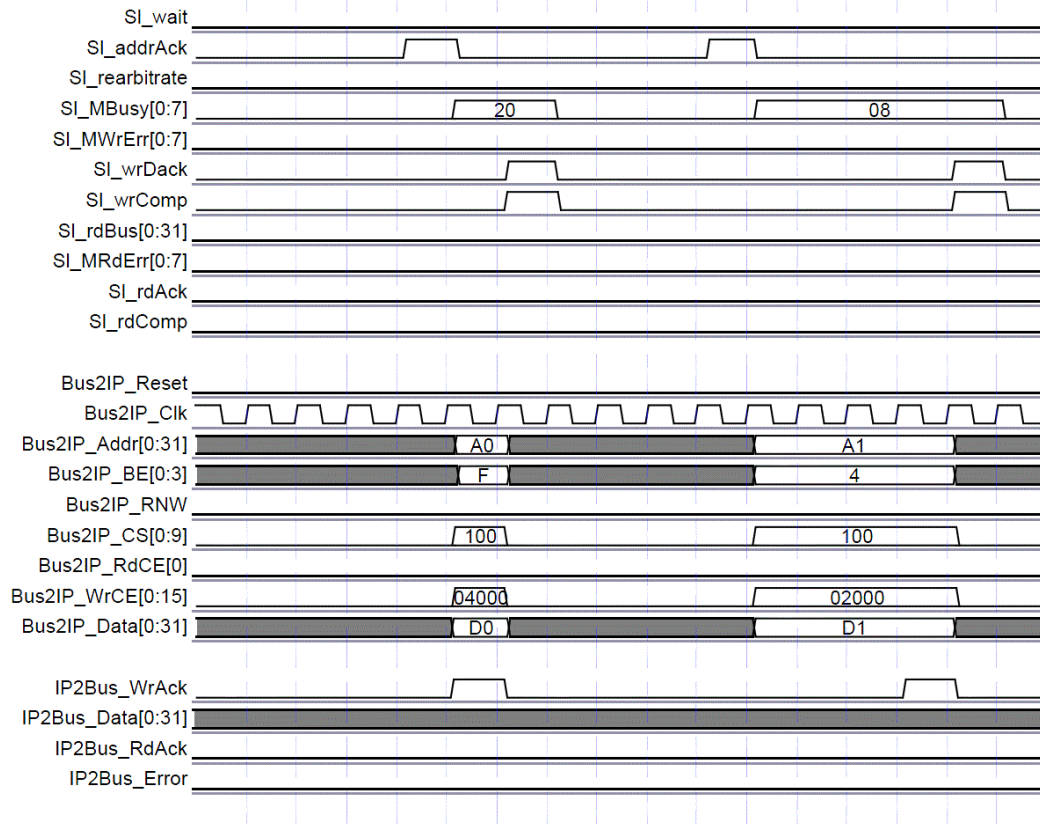 Sl_wait
Sl_addrAck
Sl_rearbitrate
Sl_MBusy[0:7] 20 08
Sl_MWrErr[0:7]
Sl_wrDack
Sl_wrComp
Sl_rdBus[0:31]
Sl_MRdErr[0:7]
Sl_rdAck
Sl_rdComp
Bus2IP_Reset
Bus2IP_Clk
Bus2IP_Addr[0:31] A0 A1
Bus2IP_BE[0:3] F 4
Bus2IP_RNW
Bus2IP_CS[0:9] 100 100
Bus2IP_RdCE[0]
Bus2IP_WrCE[0:15] 04000 02000
Bus2IP_Data[0:31] D0 D1
IP2Bus_WrAck
IP2Bus_Data[0:31]
IP2Bus_RdAck
IP2Bus_Error